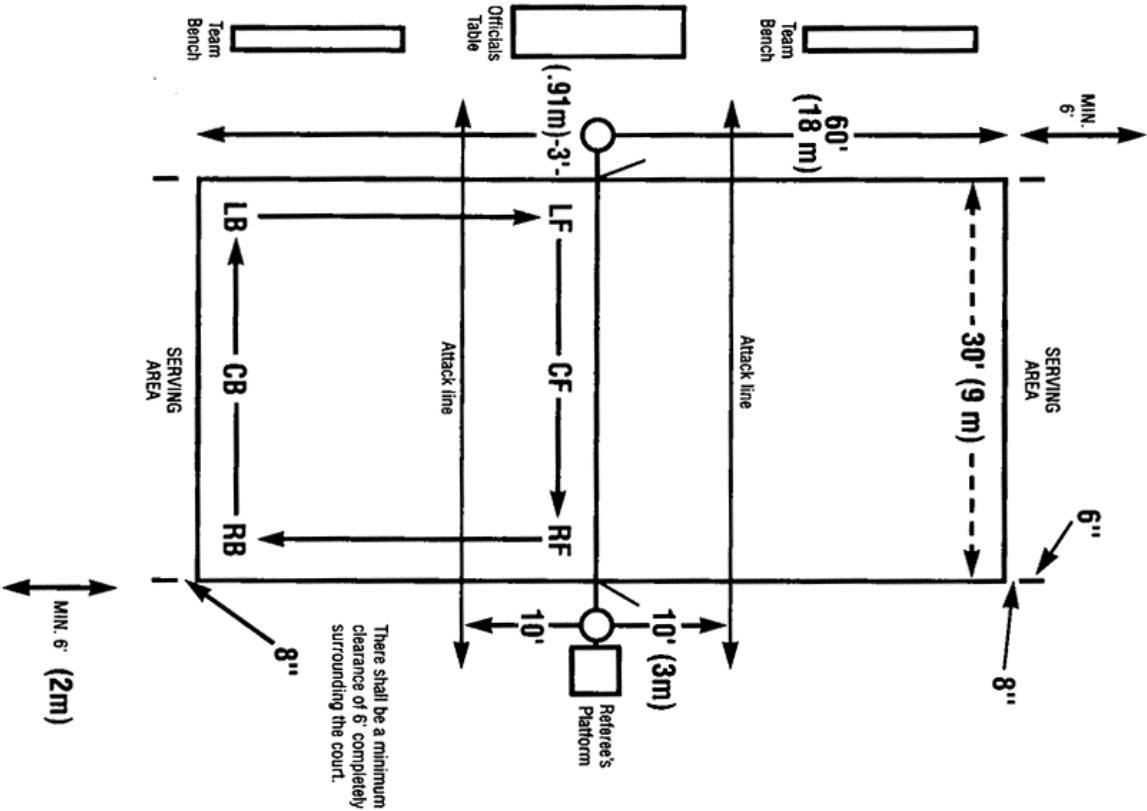 MIN.
6'
Team
Bench
Officials
Table
Team
Bench
60'
(18 m)
(.91m)-3'-
SERVING
AREA
30' (9 m)
Attack line
LF
LB
CF
Attack line
CB
SERVING
AREA
6"
RF
RB
8"
10' (3m)
10'
8"
Referee's
Platform
There shall be a minimum
clearance of 6' completely
surrounding the court.
MIN. 6' (2m)